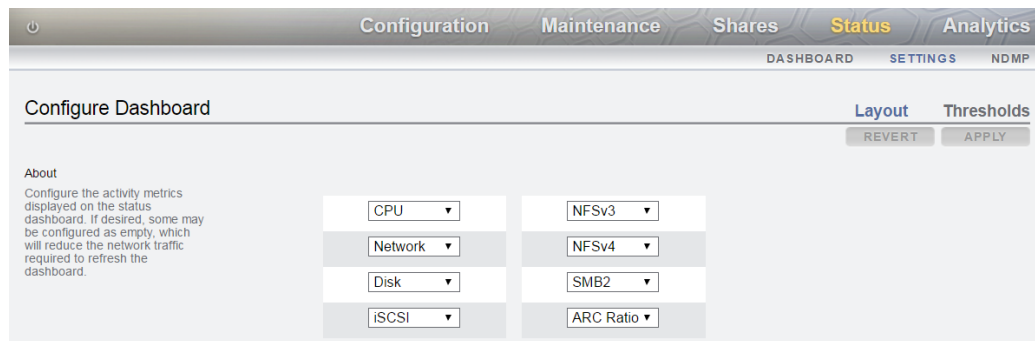 Configuration Maintenance Shares Status Analytics
DASHBOARD SETTINGS NDMP
Configure Dashboard Layout Thresholds
REVERT APPLY
About
Configure the activity metrics
displayed on the status
dashboard. If desired, some may
be configured as empty, which
will reduce the network traffic
required to refresh the
dashboard.
CPU NFSv3
Network NFSv4
Disk SMB2
iSCSI ARC Ratio